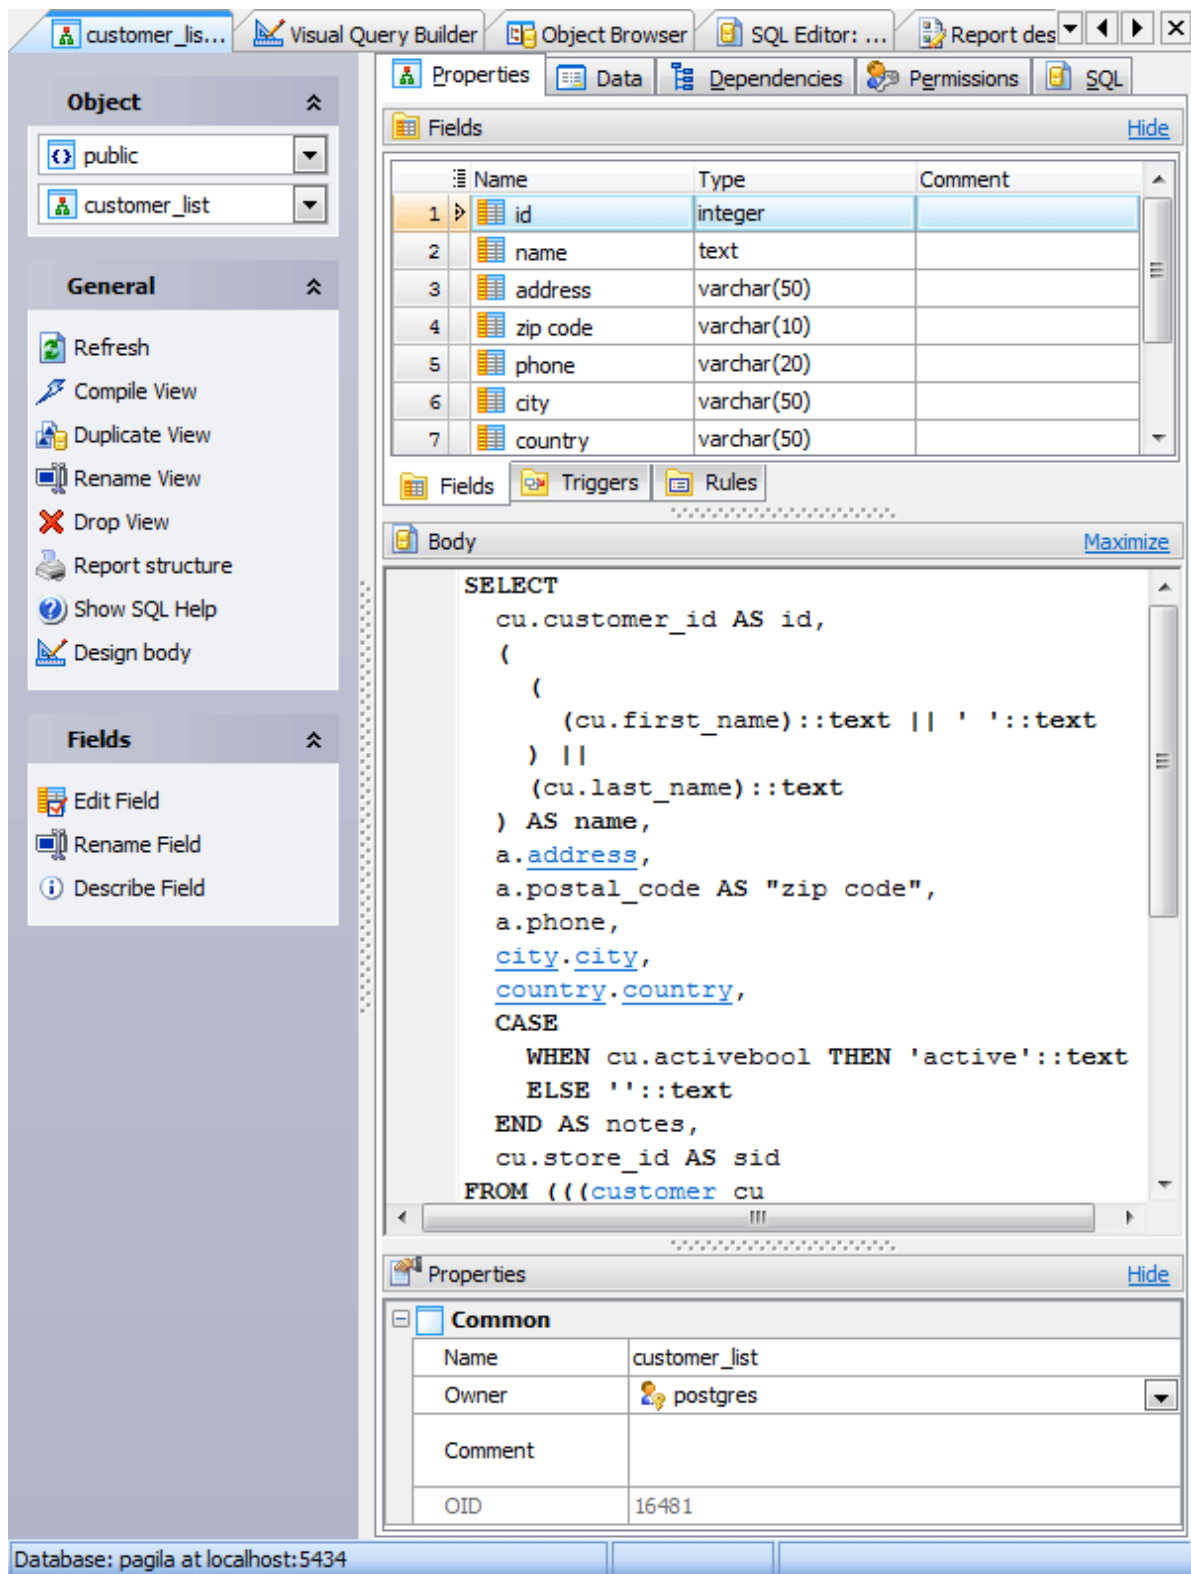 customer_lis... Visual Query Builder Object Browser SQL Editor: ... Report des
Object
public
customer_list
General
Refresh
Compile View
Duplicate View
Rename View
Drop View
Report structure
Show SQL Help
Design body
Fields
Edit Field
Rename Field
Describe Field
Properties Data Dependencies Permissions SQL
Fields Hide
Name Type Comment
1 id integer
2 name text
3 address varchar(50)
4 zip code varchar(10)
5 phone varchar(20)
6 city varchar(50)
7 country varchar(50)
Fields Triggers Rules
Body Maximize
SELECT
cu.customer_id AS id,
(
(
(cu.first_name)::text || ' '::text
) ||
(cu.last_name)::text
) AS name,
a.address,
a.postal_code AS "zip code",
a.phone,
city.city,
country.country,
CASE
WHEN cu.activebool THEN 'active'::text
ELSE ''::text
END AS notes,
cu.store_id AS sid
FROM (((customer cu
Properties Hide
Common
Name customer_list
Owner postgres
Comment
OID 16481
Database: pagila at localhost:5434